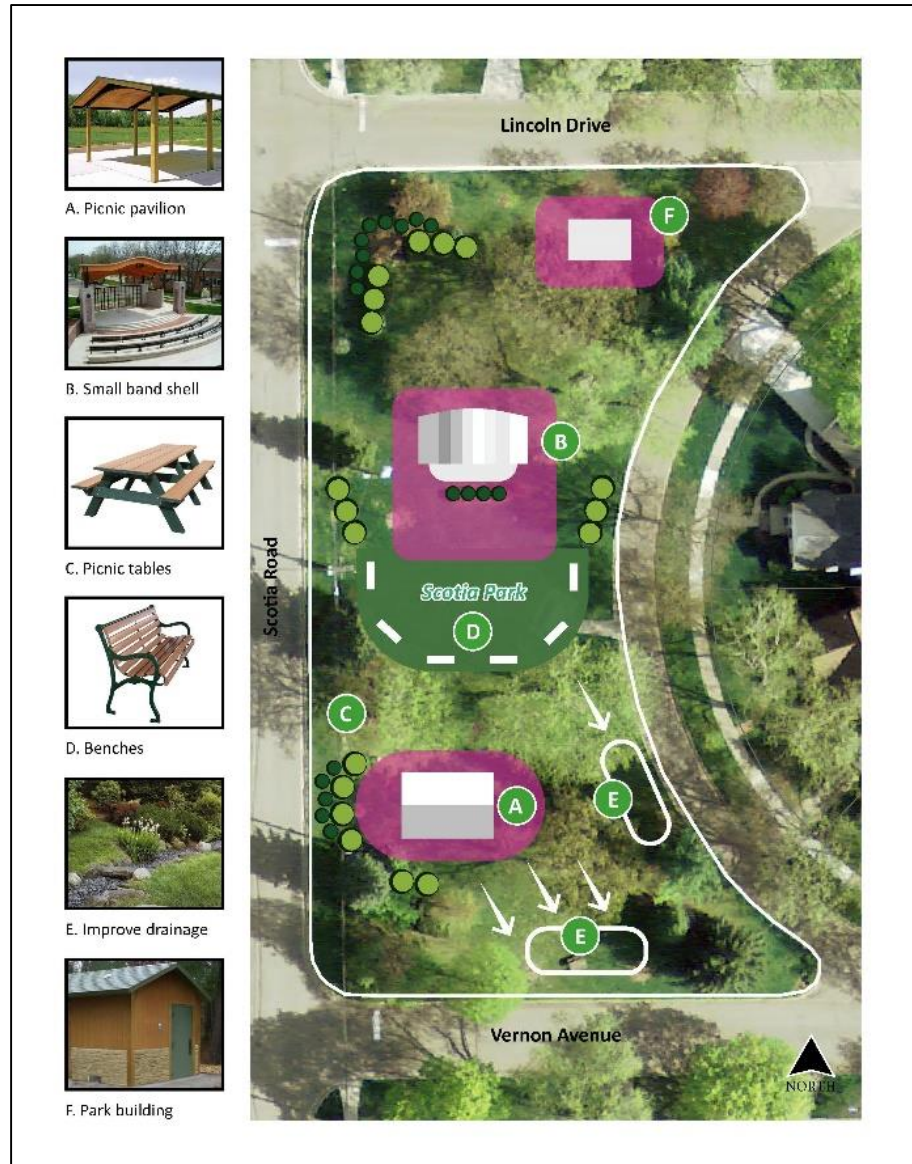 A. Picnic pavilion
B. Small band shell
C. Picnic tables
D. Benches
E. Improve drainage
F. Park building
Lincoln Drive
F
B
Scotia Road
Scotia Park
D
C
A
E
E
Vernon Avenue
NORTH